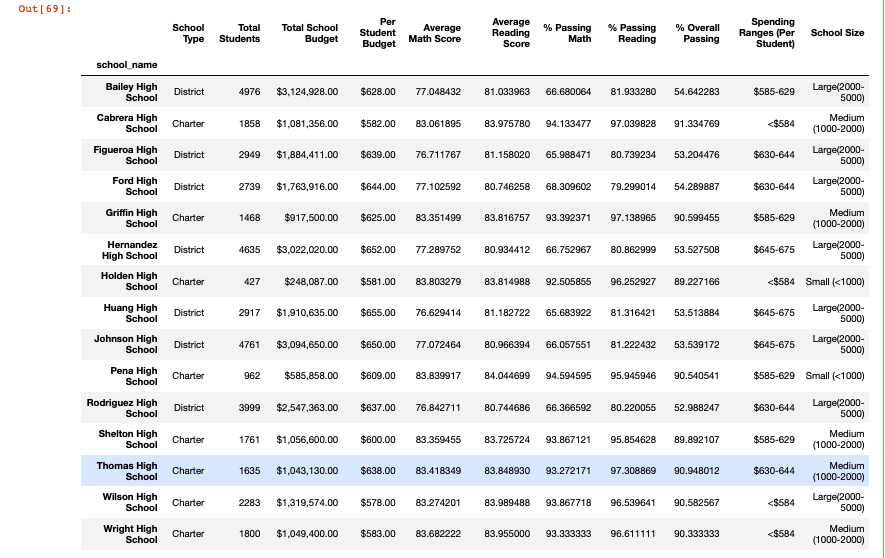 Out[69]:
School Type Total Students Total School Budget Per Student Budget Average Math Score Average Reading Score % Passing Math % Passing Reading % Overall Passing Spending Ranges (Per Student) School Size
school_name
Bailey High School District 4976 $3,124,928.00 $628.00 77.048432 81.033963 66.680064 81.933280 54.642283 $585-629 Large(2000-5000)
Cabrera High School Charter 1858 $1,081,356.00 $582.00 83.061895 83.975780 94.133477 97.039828 91.334769 <$584 Medium (1000-2000)
Figueroa High School District 2949 $1,884,411.00 $639.00 76.711767 81.158020 65.988471 80.739234 53.204476 $630-644 Large(2000-5000)
Ford High School District 2739 $1,763,916.00 $644.00 77.102592 80.746258 68.309602 79.299014 54.289887 $630-644 Large(2000-5000)
Griffin High School Charter 1468 $917,500.00 $625.00 83.351499 83.816757 93.392371 97.138965 90.599455 $585-629 Medium (1000-2000)
Hernandez High School District 4635 $3,022,020.00 $652.00 77.289752 80.934412 66.752967 80.862999 53.527508 $645-675 Large(2000-5000)
Holden High School Charter 427 $248,087.00 $581.00 83.803279 83.814988 92.505855 96.252927 89.227166 <$584 Small (<1000)
Huang High School District 2917 $1,910,635.00 $655.00 76.629414 81.182722 65.683922 81.316421 53.513884 $645-675 Large(2000-5000)
Johnson High School District 4761 $3,094,650.00 $650.00 77.072464 80.966394 66.057551 81.222432 53.539172 $645-675 Large(2000-5000)
Pena High School Charter 962 $585,858.00 $609.00 83.839917 84.044699 94.594595 95.945946 90.540541 $585-629 Small (<1000)
Rodriguez High School District 3999 $2,547,363.00 $637.00 76.842711 80.744686 66.366592 80.220055 52.988247 $630-644 Large(2000-5000)
Shelton High School Charter 1761 $1,056,600.00 $600.00 83.359455 83.725724 93.867121 95.854628 89.892107 $585-629 Medium (1000-2000)
Thomas High School Charter 1635 $1,043,130.00 $638.00 83.418349 83.848930 93.272171 97.308869 90.948012 $630-644 Medium (1000-2000)
Wilson High School Charter 2283 $1,319,574.00 $578.00 83.274201 83.989488 93.867718 96.539641 90.582567 <$584 Large(2000-5000)
Wright High School Charter 1800 $1,049,400.00 $583.00 83.682222 83.955000 93.333333 96.611111 90.333333 <$584 Medium (1000-2000)